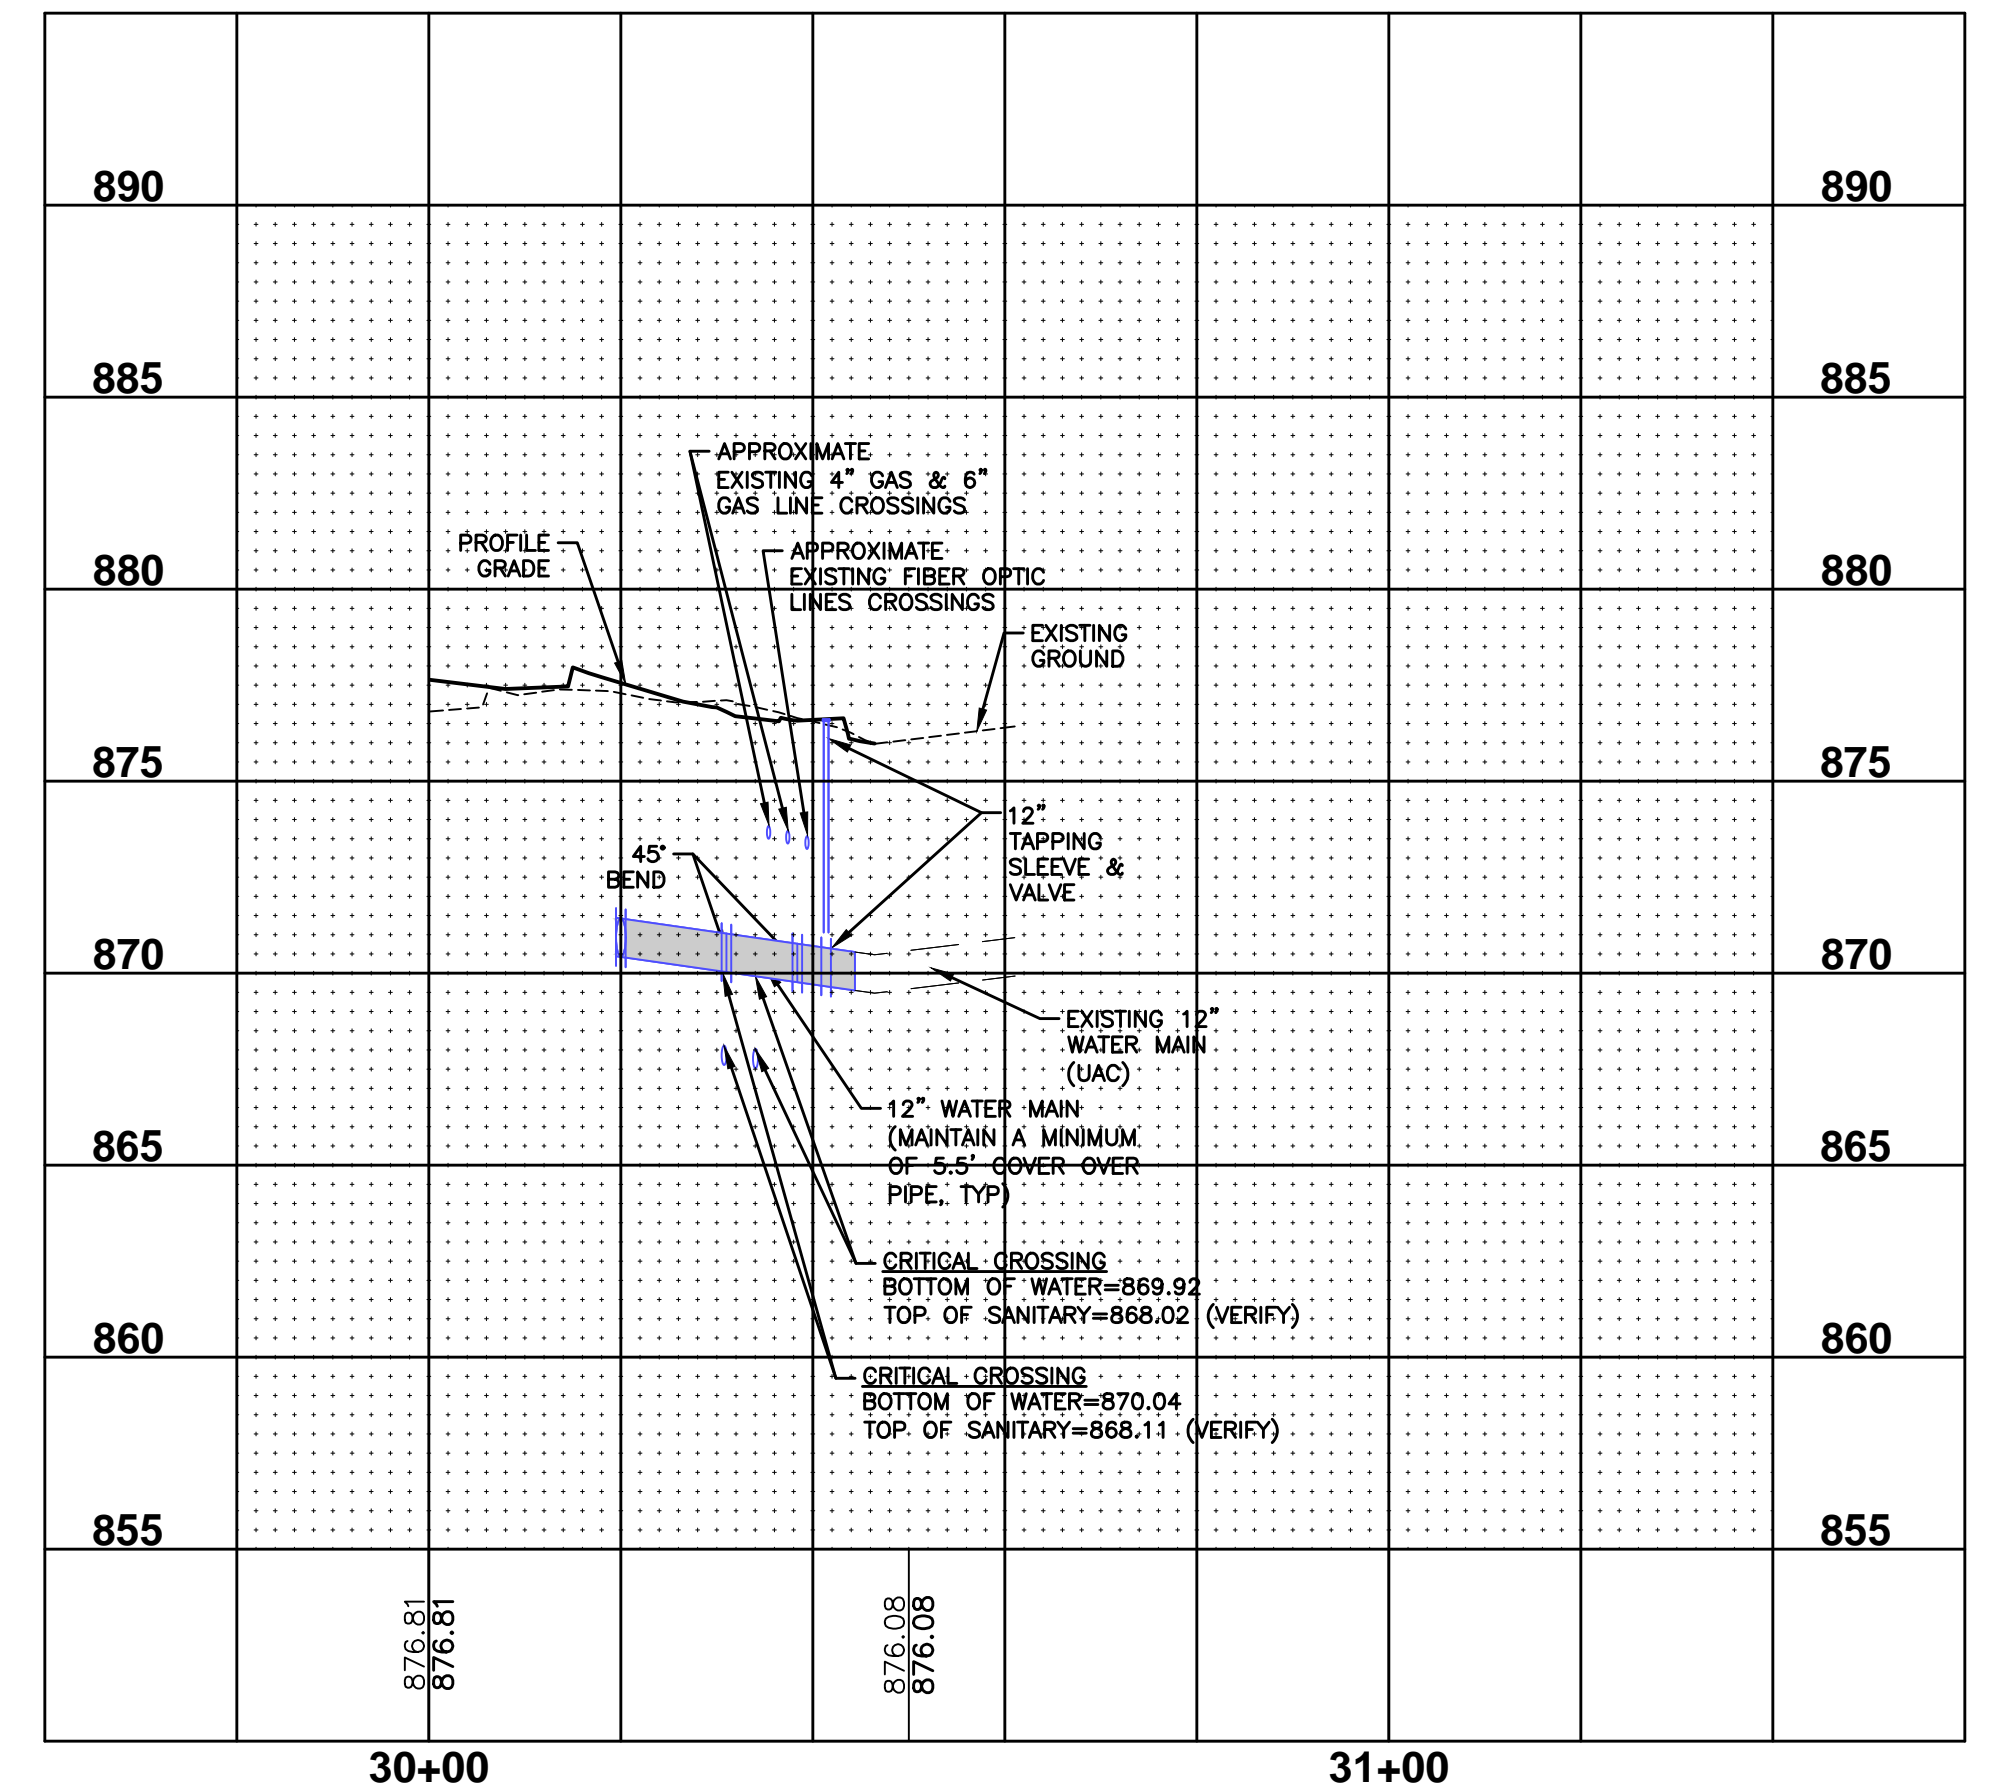 890
890
885
885
APPROXIMATE
EXISTING 4" GAS & 6"
GAS LINE CROSSINGS
PROFILE
GRADE
APPROXIMATE
EXISTING FIBER OPTIC
LINES CROSSINGS
880
880
EXISTING
GROUND
875
875
12"
TAPPING
SLEEVE &
VALVE
45°
BEND
870
870
EXISTING 12"
WATER MAIN
(UAC)
12" WATER MAIN
(MAINTAIN A MINIMUM
OF 5.5' COVER OVER
PIPE, TYP)
865
865
CRITICAL CROSSING
BOTTOM OF WATER=869.92
TOP OF SANITARY=868.02 (VERIFY)
860
860
CRITICAL CROSSING
BOTTOM OF WATER=870.04
TOP OF SANITARY=868.11 (VERIFY)
855
855
876.81
876.81
876.08
876.08
30+00
31+00